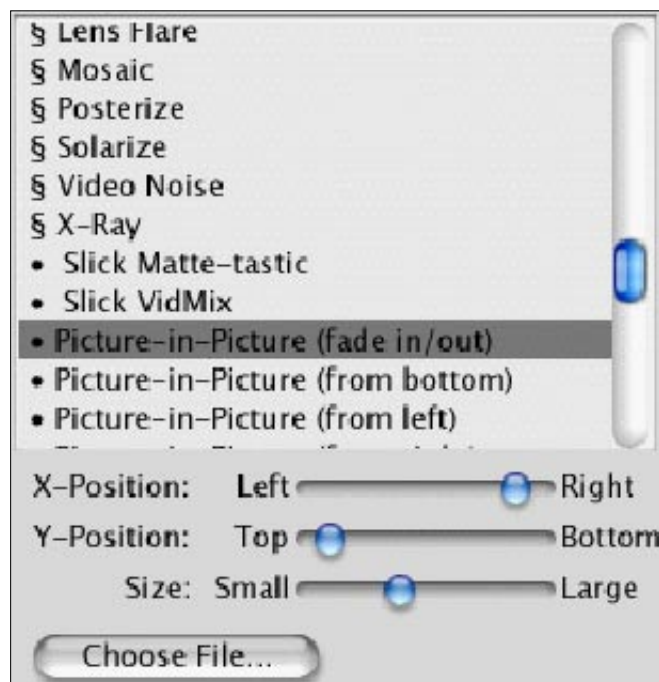 § Lens Flare
§ Mosaic
§ Posterize
§ Solarize
§ Video Noise
§ X-Ray
• Slick Matte-tastic
• Slick VidMix
• Picture-in-Picture (fade in/out)
• Picture-in-Picture (from bottom)
• Picture-in-Picture (from left)
X-Position: Left Right
Y-Position: Top Bottom
Size: Small Large
Choose File...